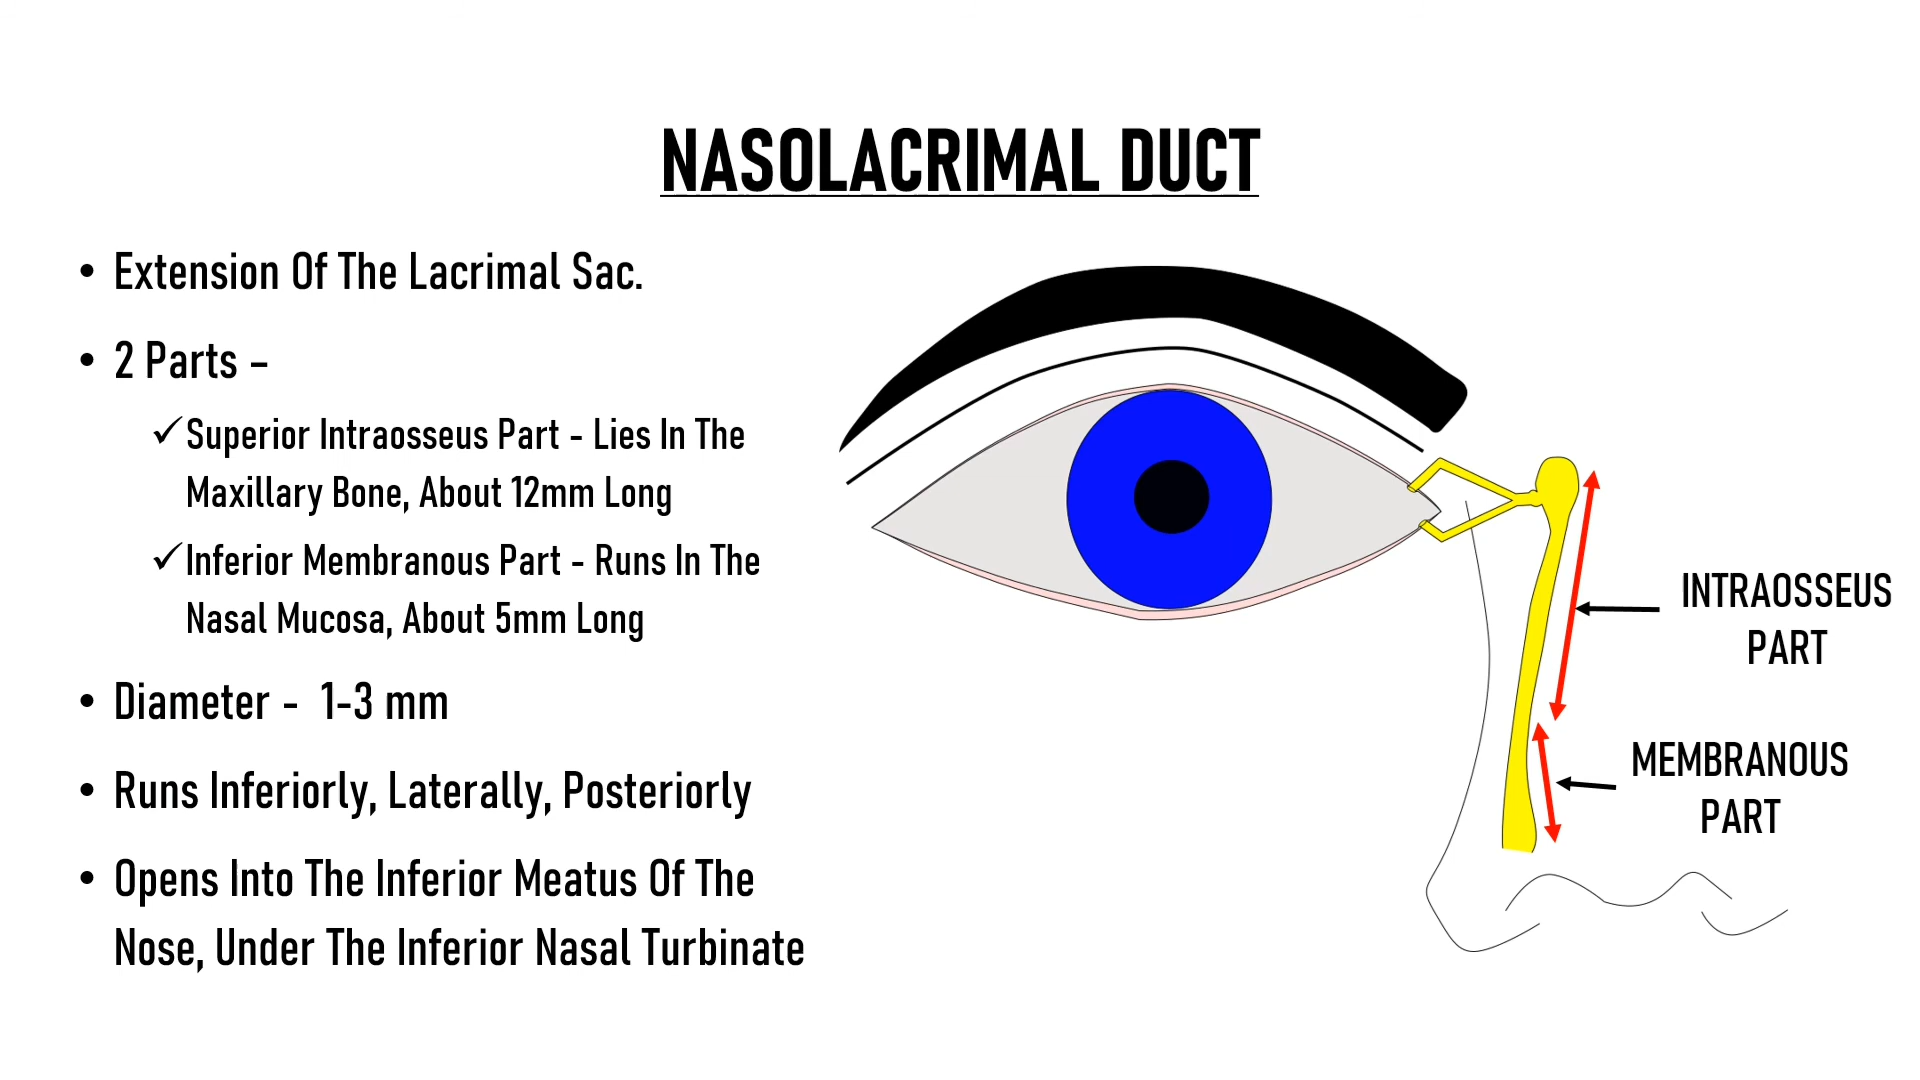 NASOLACRIMAL DUCT
• Extension Of The Lacrimal Sac.
• 2 Parts –
✓Superior Intraosseus Part - Lies In The
Maxillary Bone, About 12mm Long
✓Inferior Membranous Part - Runs In The
Nasal Mucosa, About 5mm Long
• Diameter - 1-3 mm
• Runs Inferiorly, Laterally, Posteriorly
• Opens Into The Inferior Meatus Of The
Nose, Under The Inferior Nasal Turbinate
INTRAOSSEUS
PART
MEMBRANOUS
PART